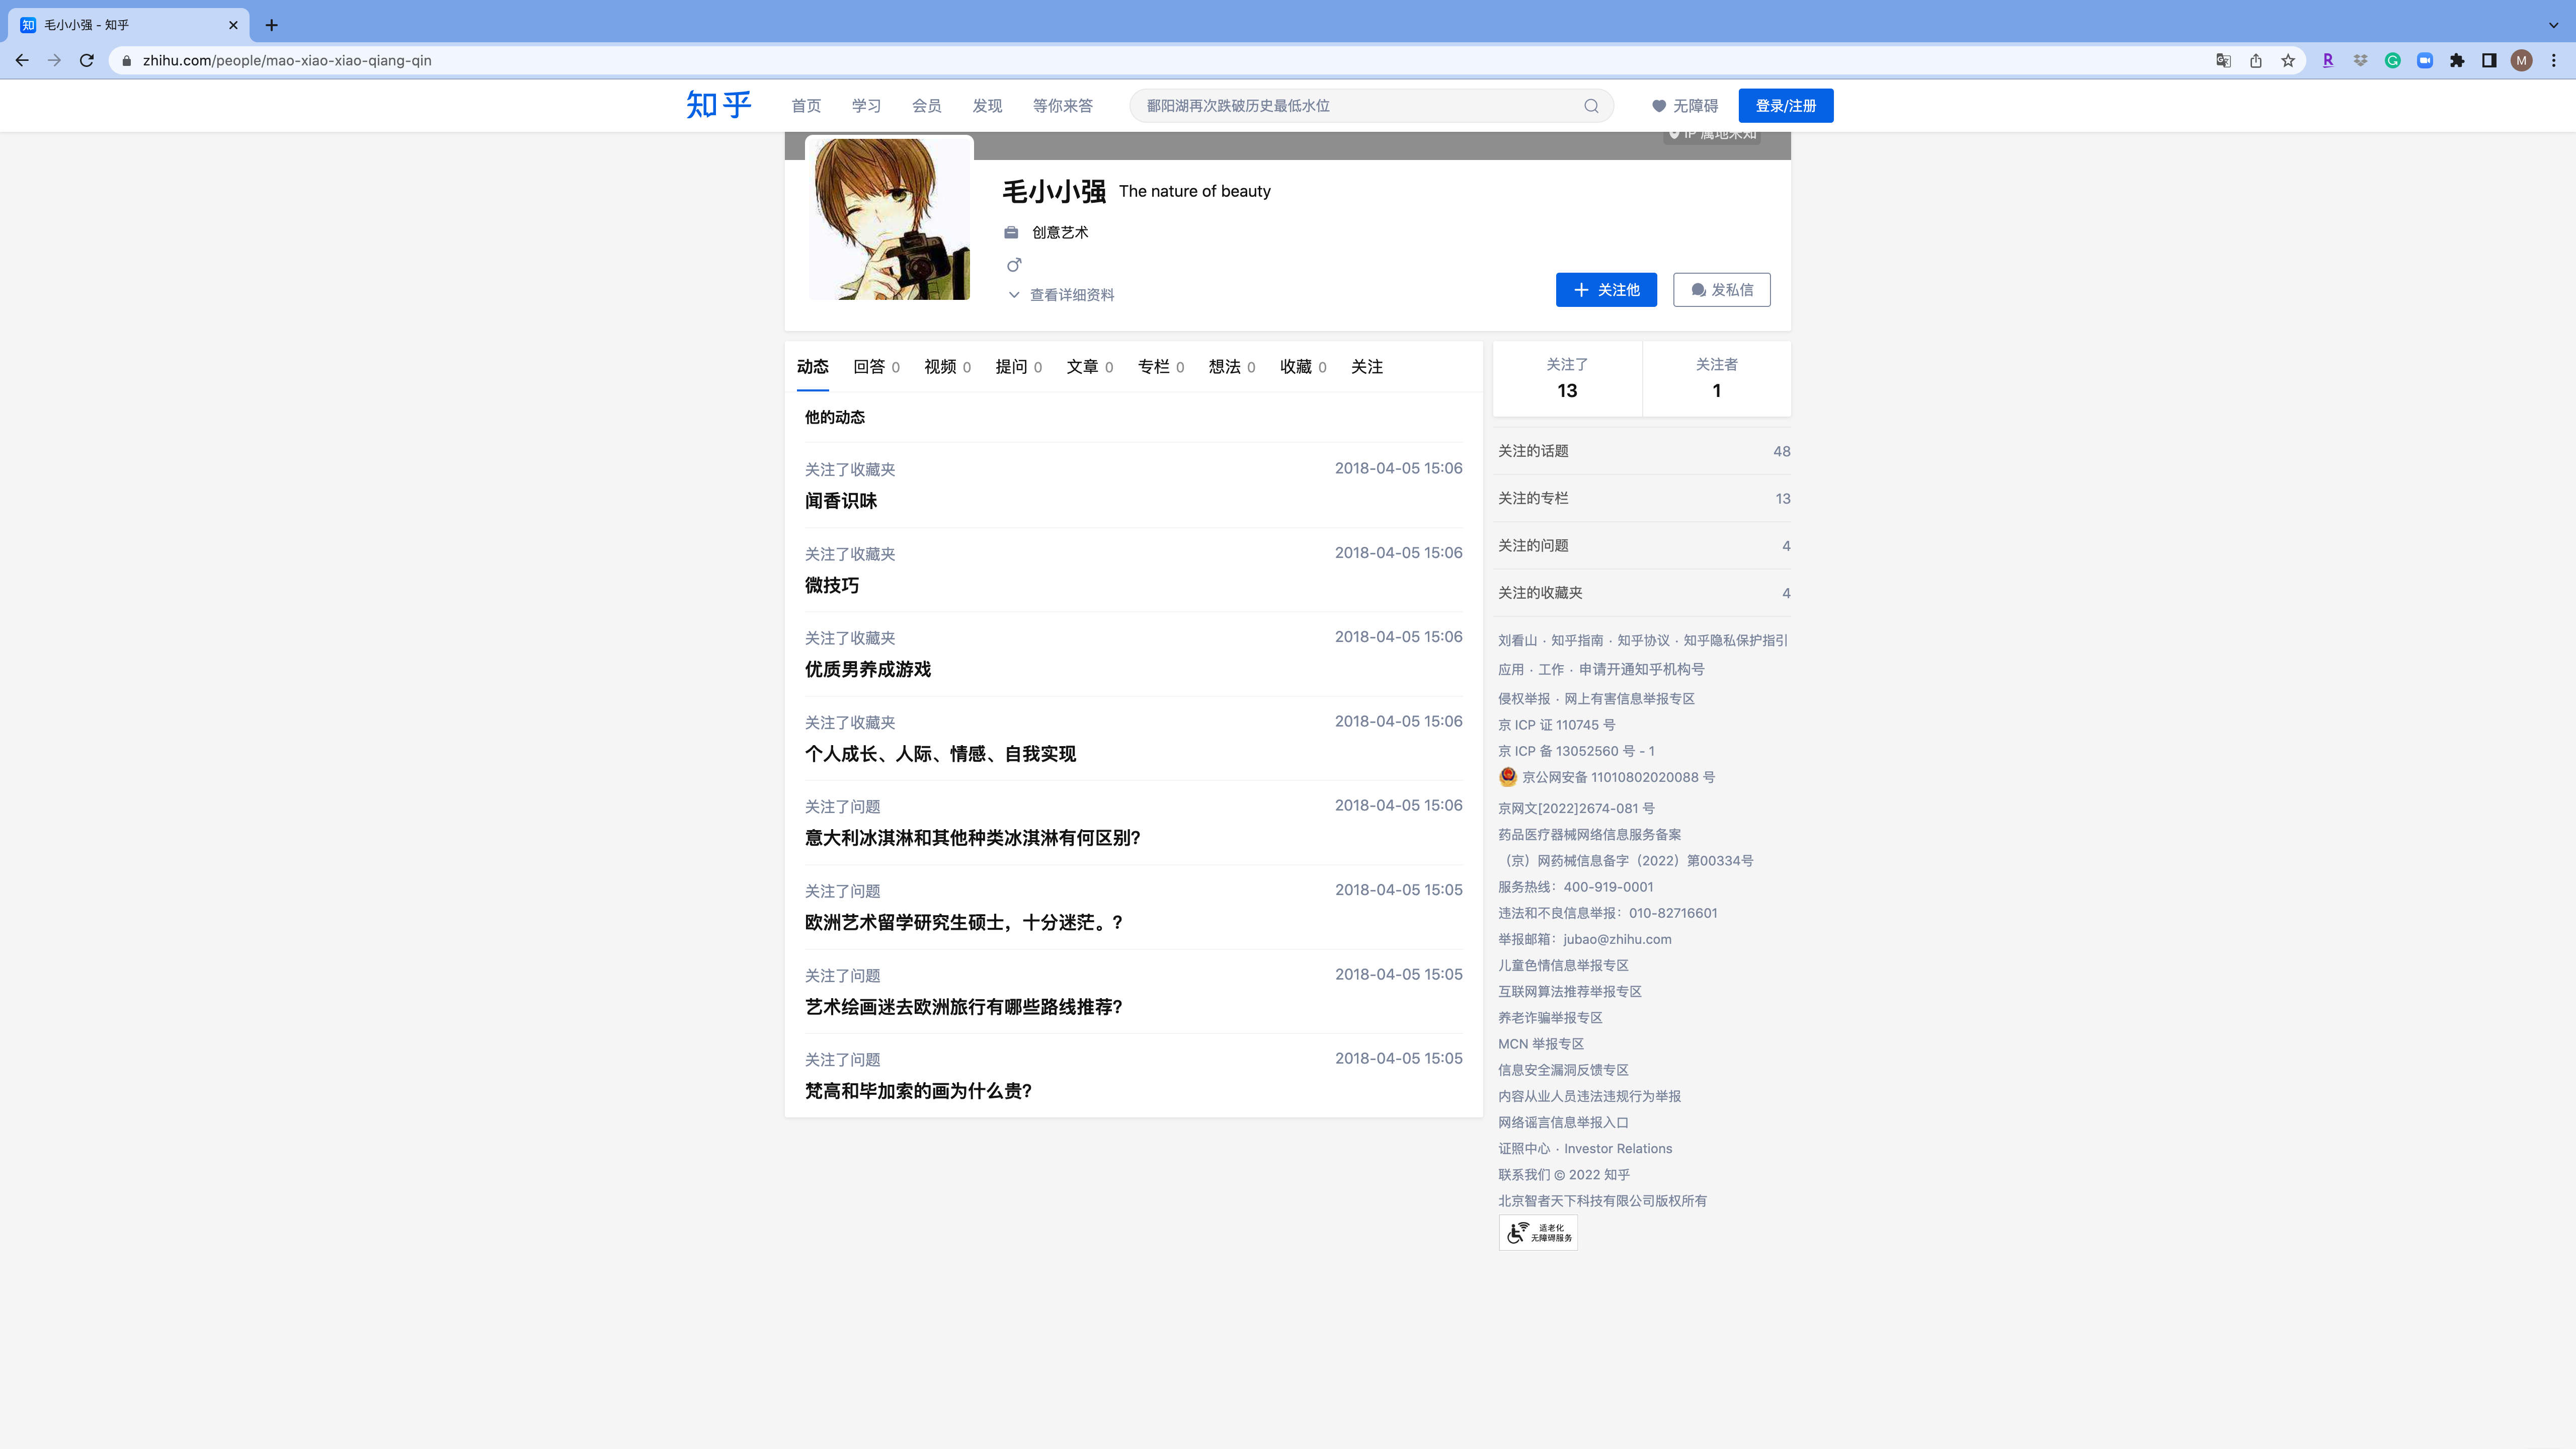 毛小小强 - 知乎
zhihu.com/people/mao-xiao-xiao-qiang-qin
M
知乎 首页 学习 会员 发现 等你来答 鄱阳湖再次跌破历史最低水位 无障碍 登录/注册
IP 属地未知
毛小小强 The nature of beauty
创意艺术
查看详细资料
关注他 发私信
动态 回答 0 视频 0 提问 0 文章 0 专栏 0 想法 0 收藏 0 关注
他的动态
关注了收藏夹 2018-04-05 15:06
闻香识味
关注了收藏夹 2018-04-05 15:06
微技巧
关注了收藏夹 2018-04-05 15:06
优质男养成游戏
关注了收藏夹 2018-04-05 15:06
个人成长、人际、情感、自我实现
关注了问题 2018-04-05 15:06
意大利冰淇淋和其他种类冰淇淋有何区别?
关注了问题 2018-04-05 15:05
欧洲艺术留学研究生硕士，十分迷茫。?
关注了问题 2018-04-05 15:05
艺术绘画迷去欧洲旅行有哪些路线推荐?
关注了问题 2018-04-05 15:05
梵高和毕加索的画为什么贵?
关注了 关注者
13 1
关注的话题 48
关注的专栏 13
关注的问题 4
关注的收藏夹 4
刘看山 · 知乎指南 · 知乎协议 · 知乎隐私保护指引
应用 · 工作 · 申请开通知乎机构号
侵权举报 · 网上有害信息举报专区
京 ICP 证 110745 号
京 ICP 备 13052560 号 - 1
京公网安备 11010802020088 号
京网文[2022]2674-081 号
药品医疗器械网络信息服务备案
（京）网药械信息备字（2022）第00334号
服务热线：400-919-0001
违法和不良信息举报：010-82716601
举报邮箱：jubao@zhihu.com
儿童色情信息举报专区
互联网算法推荐举报专区
养老诈骗举报专区
MCN 举报专区
信息安全漏洞反馈专区
内容从业人员违法违规行为举报
网络谣言信息举报入口
证照中心 · Investor Relations
联系我们 © 2022 知乎
北京智者天下科技有限公司版权所有
适老化
无障碍服务